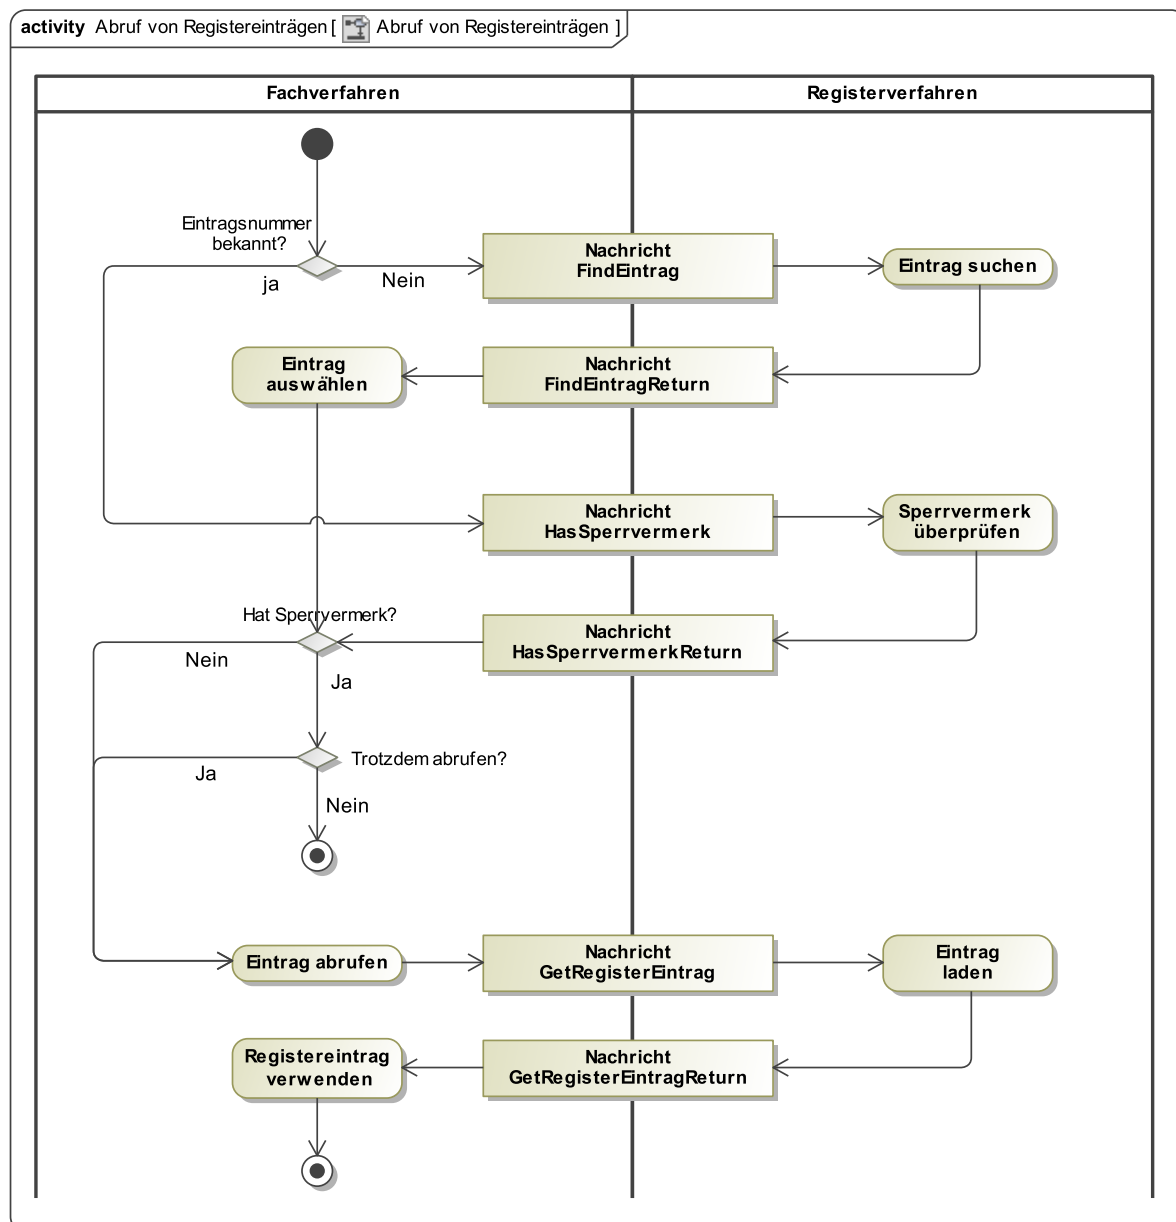 activity Abruf von Registereinträgen [ Abruf von Registereinträgen ]
Fachverfahren
Registerverfahren
Eintragsnummer
bekannt?
ja
Nein
Nachricht
FindEintrag
Eintrag suchen
Eintrag
auswählen
Nachricht
FindEintragReturn
Nachricht
HasSperrvermerk
Sperrvermerk
überprüfen
Hat Sperrvermerk?
Nein
Ja
Nachricht
HasSperrvermerkReturn
Trotzdem abrufen?
Ja
Nein
Eintrag abrufen
Nachricht
GetRegisterEintrag
Eintrag
laden
Registereintrag
verwenden
Nachricht
GetRegisterEintragReturn